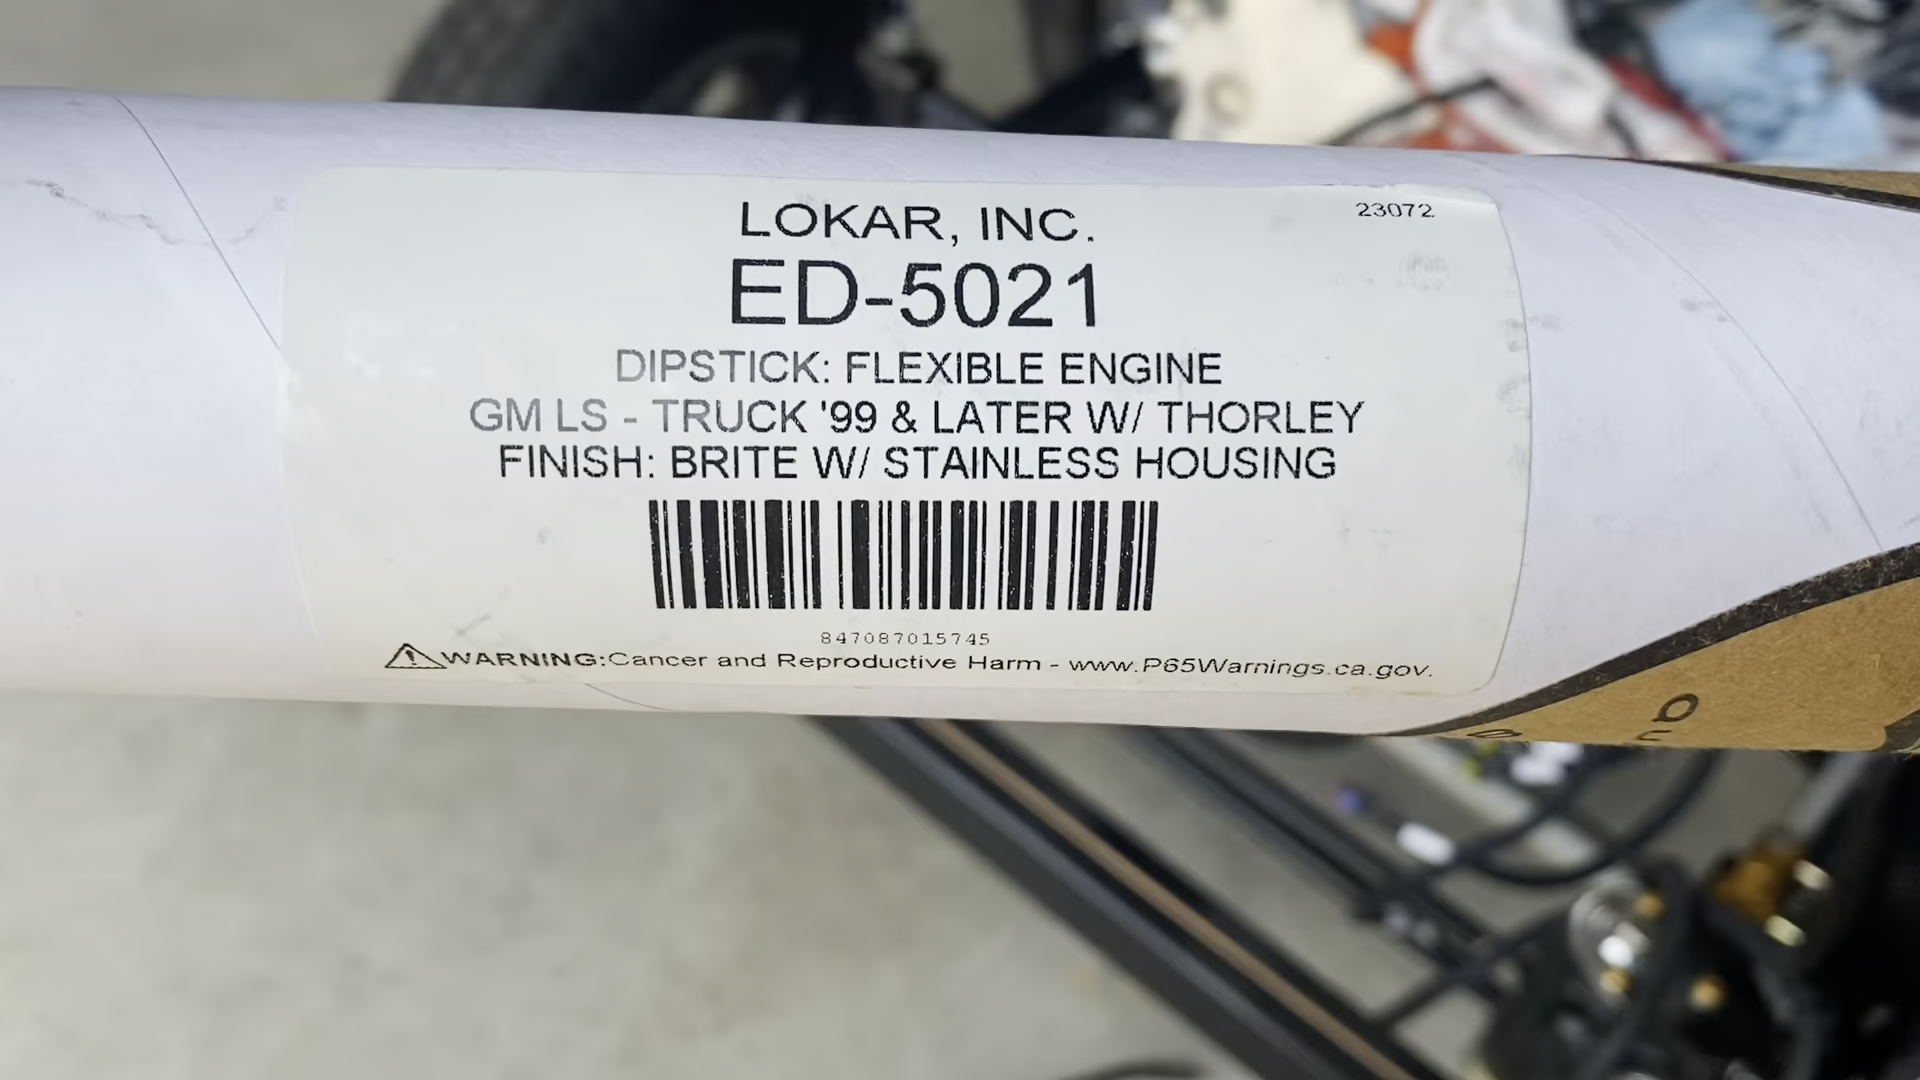 LOKAR, INC.
23072
ED-5021
DIPSTICK: FLEXIBLE ENGINE
GM LS - TRUCK '99 & LATER W/ THORLEY
FINISH: BRITE W/ STAINLESS HOUSING
847087015745
WARNING:Cancer and Reproductive Harm - www.P65Warnings.ca.gov.